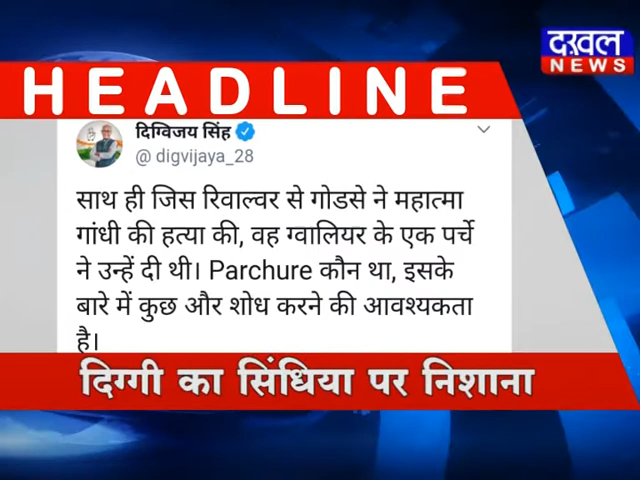 दख़ल
NEWS
HEADLINE
दिग्विजय सिंह
@ digvijaya_28
साथ ही जिस रिवाल्वर से गोडसे ने महात्मा
गांधी की हत्या की, वह ग्वालियर के एक पर्चे
ने उन्हें दी थी। Parchure कौन था, इसके
बारे में कुछ और शोध करने की आवश्यकता
है।
दिग्गी का सिंधिया पर निशाना